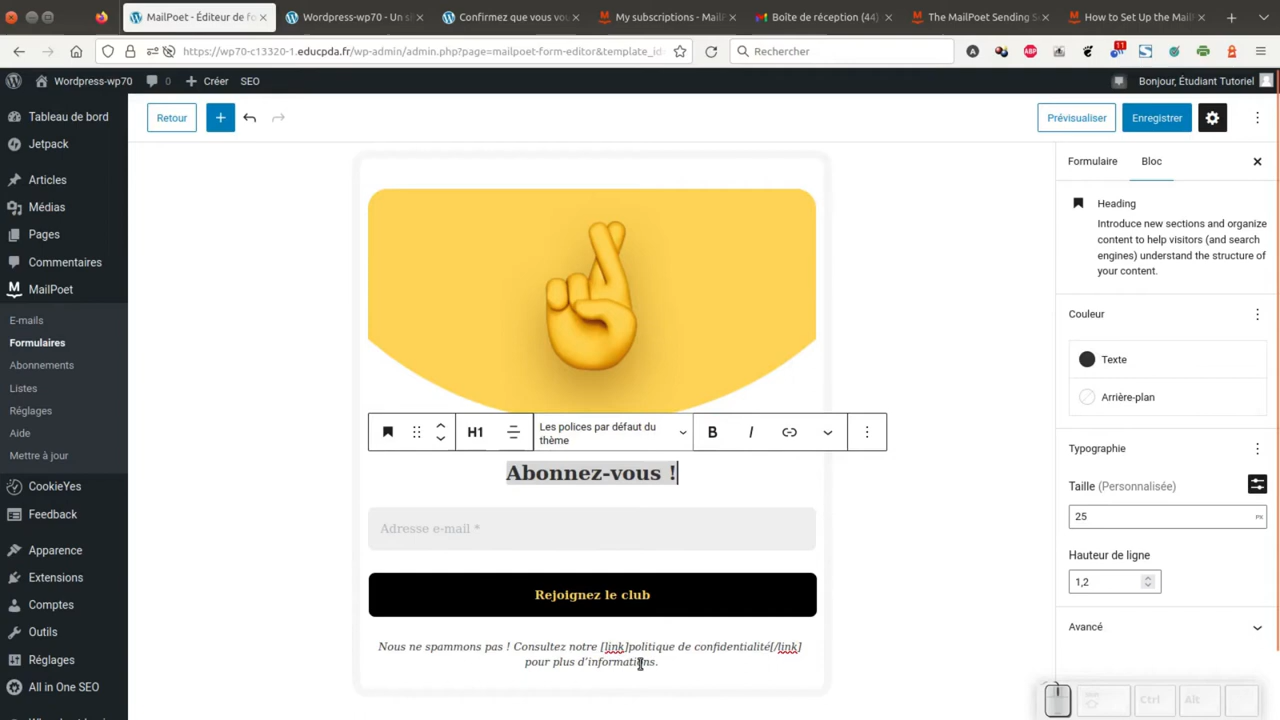 MailPoet - Éditeur de fo
Wordpress-wp70 - Un s
Confirmez que vous vou
My subscriptions - Mail
Boîte de réception (44)
The MailPoet Sending S
How to Set Up the Mail
https://wp70-c13320-1.educpda.fr/wp-admin/admin.php?page=mailpoet-form-editor&template_id
Rechercher
ABP
11
Wordpress-wp70
0
Créer
SEO
Bonjour, Étudiant Tutoriel
Tableau de bord
Jetpack
Articles
Médias
Pages
Commentaires
MailPoet
E-mails
Formulaires
Abonnements
Listes
Réglages
Aide
Mettre à jour
CookieYes
Feedback
Apparence
Extensions
Comptes
Outils
Réglages
All in One SEO
Retour
Prévisualiser
Enregistrer
H1
Les polices par défaut du
thème
B
I
Abonnez-vous !
Adresse e-mail *
Rejoignez le club
Nous ne spammons pas ! Consultez notre [link]politique de confidentialité[/link]
pour plus d'informations.
Formulaire
Bloc
Heading
Introduce new sections and organize
content to help visitors (and search
engines) understand the structure of
your content.
Couleur
Texte
Arrière-plan
Typographie
Taille (Personnalisée)
25
PX
Hauteur de ligne
1,2
Avancé
Ctrl
Alt